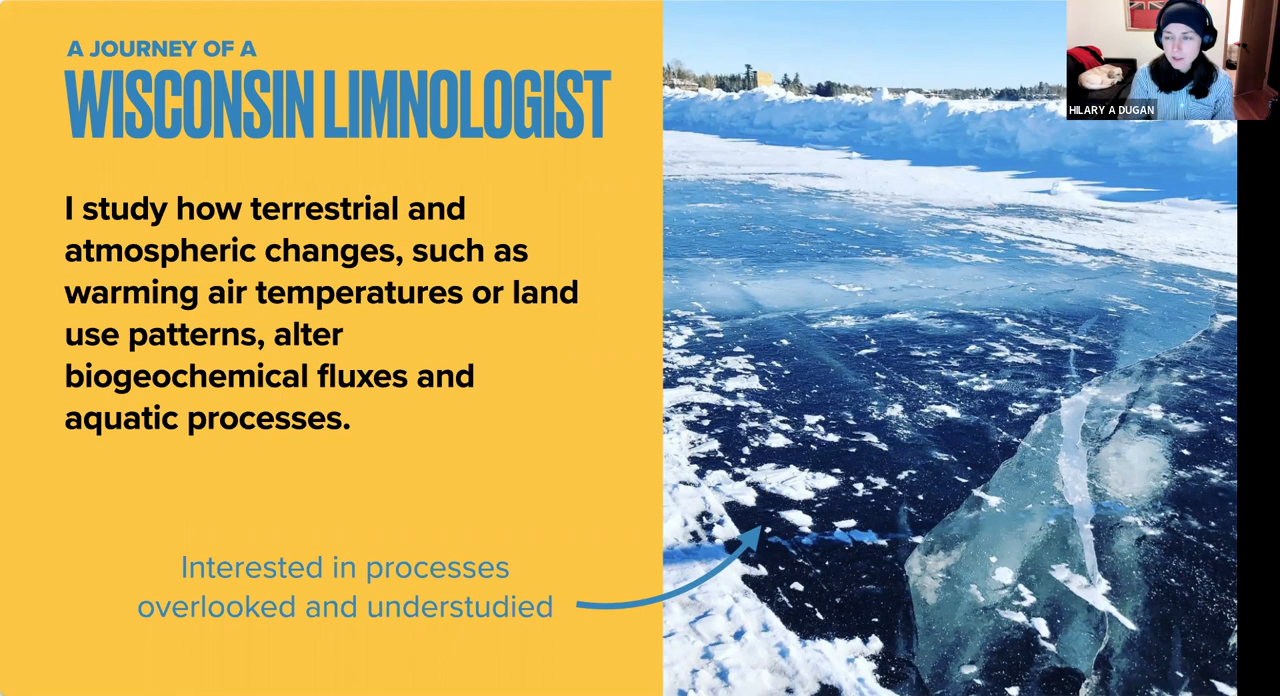 A JOURNEY OF A
WISCONSIN LIMNOLOGIST
I study how terrestrial and
atmospheric changes, such as
warming air temperatures or land
use patterns, alter
biogeochemical fluxes and
aquatic processes.
Interested in processes
overlooked and understudied
HILARY A DUGAN